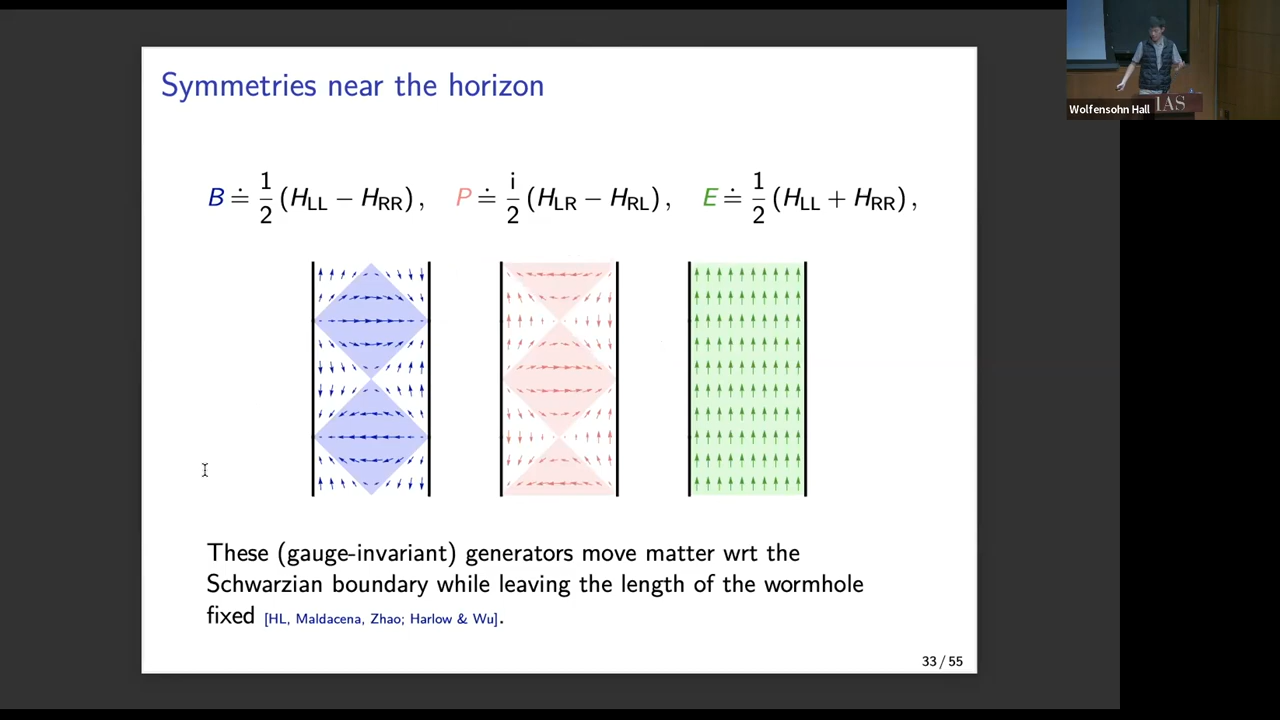 Symmetries near the horizon
B ≐ 1/2 (H_LL − H_RR), P ≐ i/2 (H_LR − H_RL), E ≐ 1/2 (H_LL + H_RR),
These (gauge-invariant) generators move matter wrt the
Schwarzian boundary while leaving the length of the wormhole
fixed [HL, Maldacena, Zhao; Harlow & Wu].
33 / 55
Wolfensohn Hall
IAS